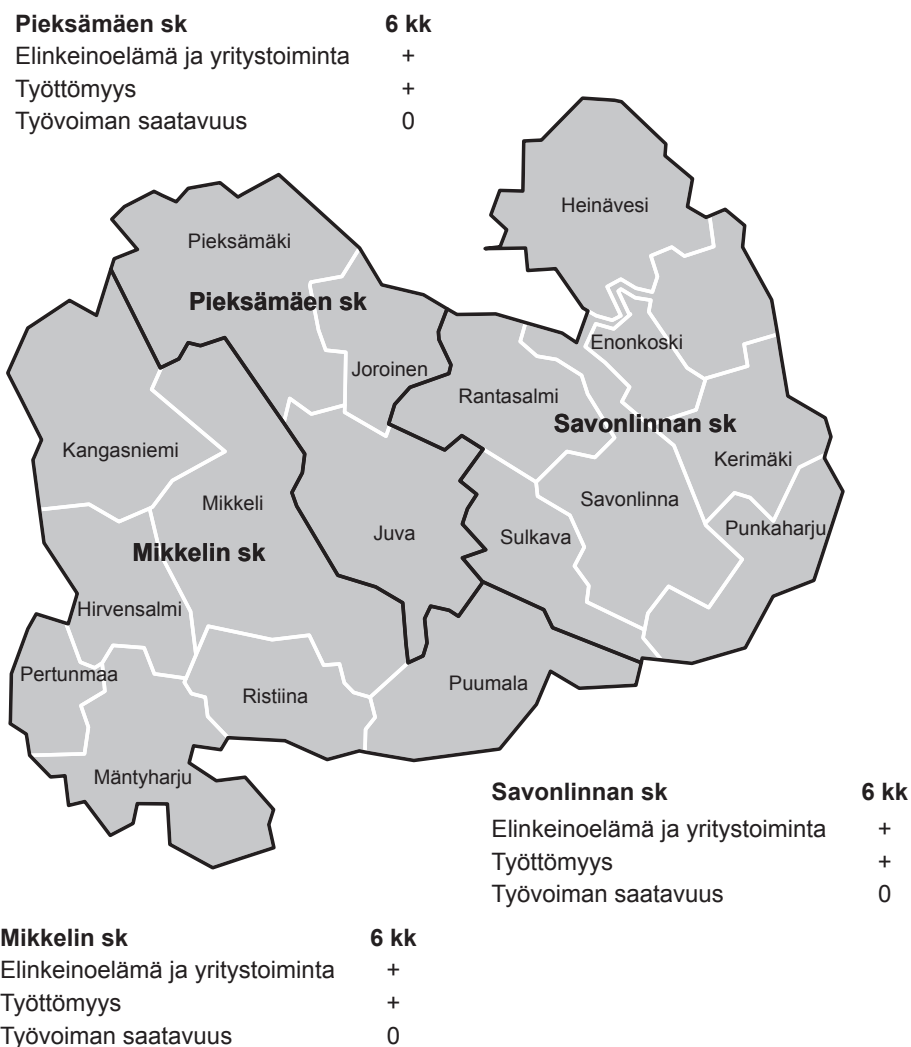 Pieksämäen sk 6 kk
Elinkeinoelämä ja yritystoiminta +
Työttömyys +
Työvoiman saatavuus 0
Heinävesi
Pieksämäki
Pieksämäen sk
Enonkoski
Joroinen
Rantasalmi
Savonlinnan sk
Kangasniemi
Kerimäki
Mikkeli
Savonlinna
Juva
Sulkava
Punkaharju
Mikkelin sk
Hirvensalmi
Pertunmaa
Ristiina
Puumala
Mäntyharju
Savonlinnan sk 6 kk
Elinkeinoelämä ja yritystoiminta +
Työttömyys +
Työvoiman saatavuus 0
Mikkelin sk 6 kk
Elinkeinoelämä ja yritystoiminta +
Työttömyys +
Työvoiman saatavuus 0